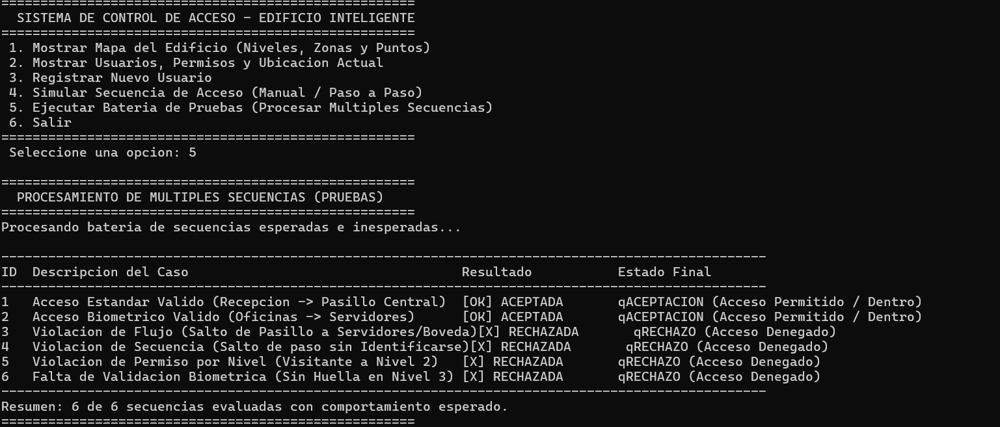 =====================================================
  SISTEMA DE CONTROL DE ACCESO - EDIFICIO INTELIGENTE
=====================================================
 1. Mostrar Mapa del Edificio (Niveles, Zonas y Puntos)
 2. Mostrar Usuarios, Permisos y Ubicacion Actual
 3. Registrar Nuevo Usuario
 4. Simular Secuencia de Acceso (Manual / Paso a Paso)
 5. Ejecutar Bateria de Pruebas (Procesar Multiples Secuencias)
 6. Salir
=====================================================
 Seleccione una opcion: 5

=====================================================
  PROCESAMIENTO DE MULTIPLES SECUENCIAS (PRUEBAS)
=====================================================
Procesando bateria de secuencias esperadas e inesperadas...

--------------------------------------------------------------------------------------------------
ID  Descripcion del Caso                                   Resultado           Estado Final
--------------------------------------------------------------------------------------------------
1   Acceso Estandar Valido (Recepcion -> Pasillo Central)  [OK] ACEPTADA       qACEPTACION (Acceso Permitido / Dentro)
2   Acceso Biometrico Valido (Oficinas -> Servidores)      [OK] ACEPTADA       qACEPTACION (Acceso Permitido / Dentro)
3   Violacion de Flujo (Salto de Pasillo a Servidores/Boveda)[X] RECHAZADA       qRECHAZO (Acceso Denegado)
4   Violacion de Secuencia (Salto de paso sin Identificarse)[X] RECHAZADA       qRECHAZO (Acceso Denegado)
5   Violacion de Permiso por Nivel (Visitante a Nivel 2)   [X] RECHAZADA       qRECHAZO (Acceso Denegado)
6   Falta de Validacion Biometrica (Sin Huella en Nivel 3) [X] RECHAZADA       qRECHAZO (Acceso Denegado)
--------------------------------------------------------------------------------------------------
Resumen: 6 de 6 secuencias evaluadas con comportamiento esperado.
=====================================================